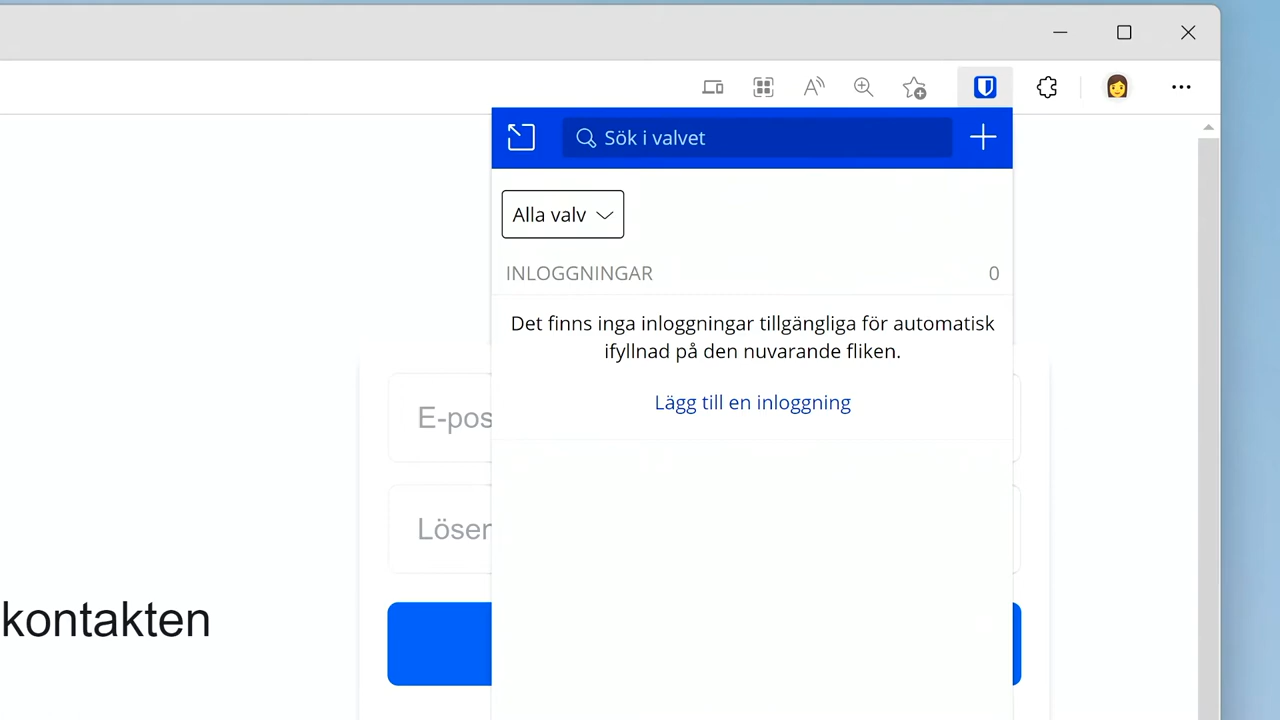 Sök i valvet
Alla valv
INLOGGNINGAR 0
Det finns inga inloggningar tillgängliga för automatisk
ifyllnad på den nuvarande fliken.
Lägg till en inloggning
E-pos
Löser
kontakten